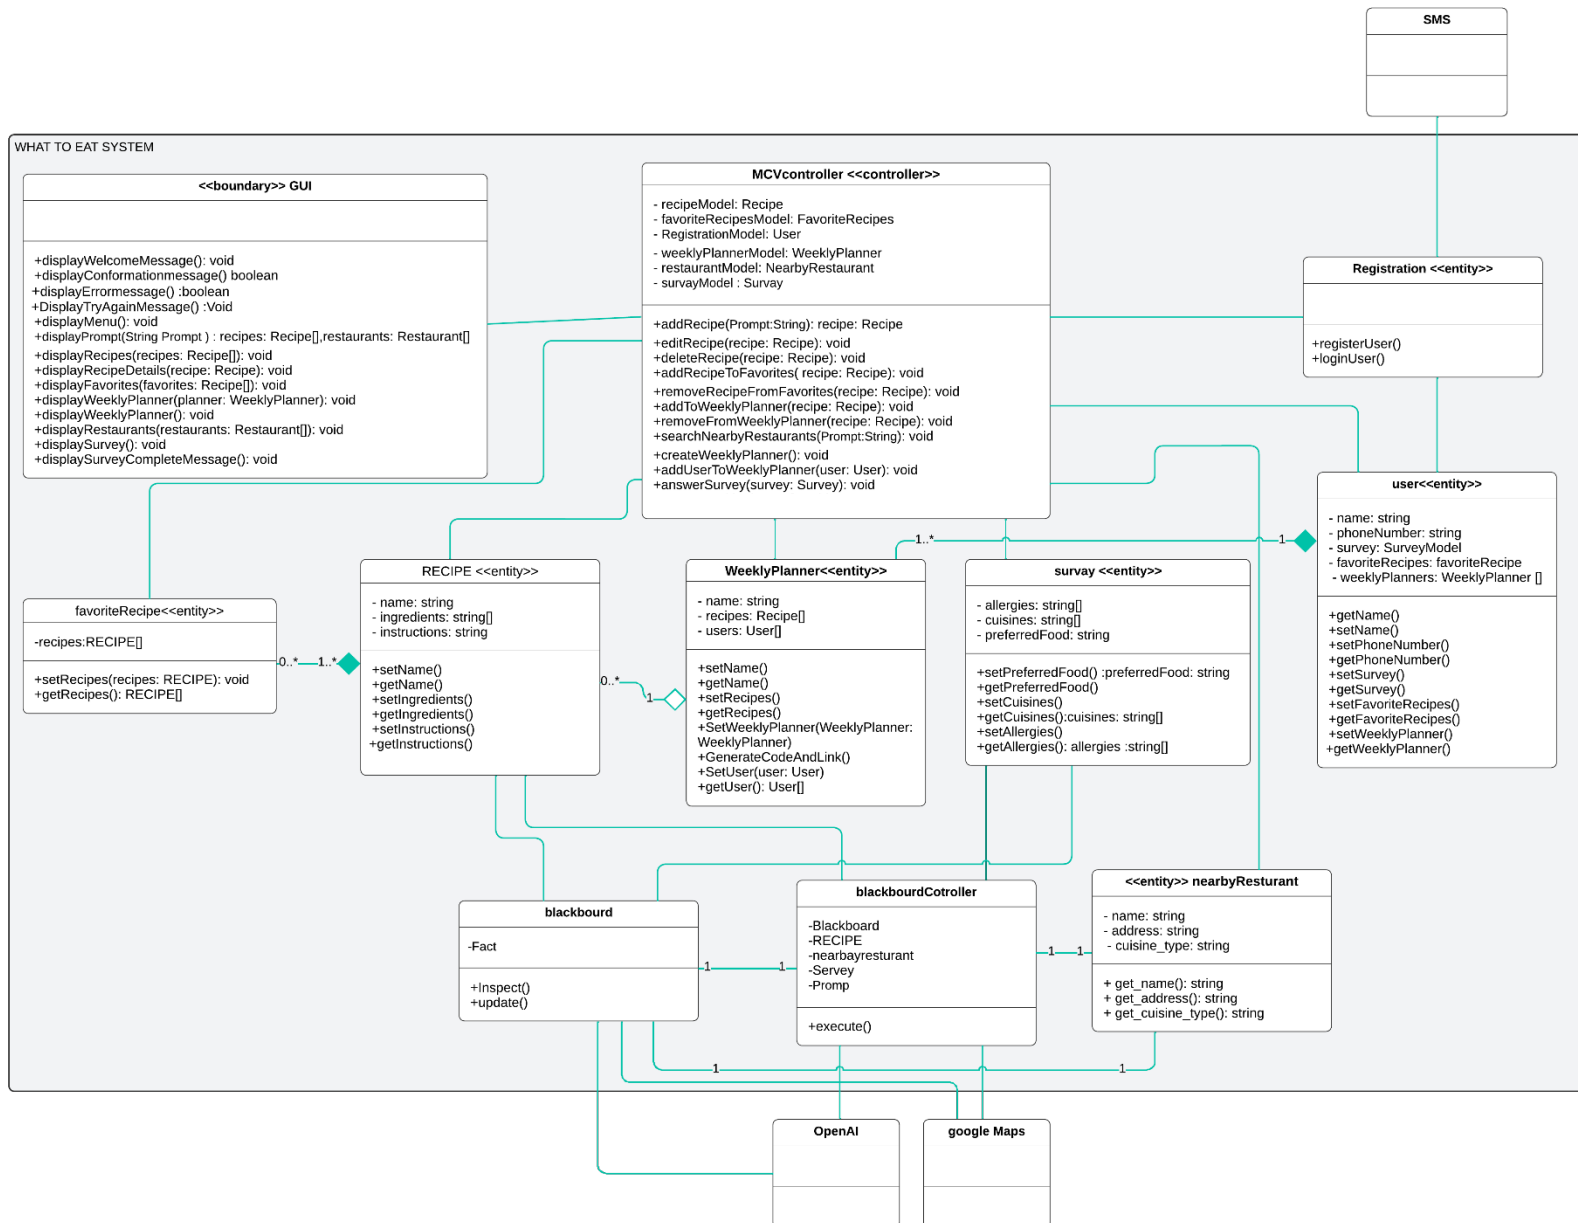 SMS
WHAT TO EAT SYSTEM
<<boundary>> GUI
+displayWelcomeMessage(): void
+displayConformationmessage() boolean
+displayErrormessage() :boolean
+DisplayTryAgainMessage() :Void
+displayMenu(): void
+displayPrompt(String Prompt ) : recipes: Recipe[],restaurants: Restaurant[]
+displayRecipes(recipes: Recipe[]): void
+displayRecipeDetails(recipe: Recipe): void
+displayFavorites(favorites: Recipe[]): void
+displayWeeklyPlanner(planner: WeeklyPlanner): void
+displayWeeklyPlanner(): void
+displayRestaurants(restaurants: Restaurant[]): void
+displaySurvey(): void
+displaySurveyCompleteMessage(): void
MCVcontroller <<controller>>
- recipeModel: Recipe
- favoriteRecipesModel: FavoriteRecipes
- RegistrationModel: User
- weeklyPlannerModel: WeeklyPlanner
- restaurantModel: NearbyRestaurant
- survayModel : Survay
+addRecipe(Prompt:String): recipe: Recipe
+editRecipe(recipe: Recipe): void
+deleteRecipe(recipe: Recipe): void
+addRecipeToFavorites( recipe: Recipe): void
+removeRecipeFromFavorites(recipe: Recipe): void
+addToWeeklyPlanner(recipe: Recipe): void
+removeFromWeeklyPlanner(recipe: Recipe): void
+searchNearbyRestaurants(Prompt:String): void
+createWeeklyPlanner(): void
+addUserToWeeklyPlanner(user: User): void
+answerSurvey(survey: Survey): void
Registration <<entity>>
+registerUser()
+loginUser()
user<<entity>>
- name: string
- phoneNumber: string
- survey: SurveyModel
- favoriteRecipes: favoriteRecipe
- weeklyPlanners: WeeklyPlanner []
+getName()
+setName()
+setPhoneNumber()
+getPhoneNumber()
+setSurvey()
+getSurvey()
+setFavoriteRecipes()
+getFavoriteRecipes()
+setWeeklyPlanner()
+getWeeklyPlanner()
1..*
1
favoriteRecipe<<entity>>
-recipes:RECIPE[]
+setRecipes(recipes: RECIPE): void
+getRecipes(): RECIPE[]
0..*
1..*
RECIPE <<entity>>
- name: string
- ingredients: string[]
- instructions: string
+setName()
+getName()
+setIngredients()
+getIngredients()
+setInstructions()
+getInstructions()
0..*
1
WeeklyPlanner<<entity>>
- name: string
- recipes: Recipe[]
- users: User[]
+setName()
+getName()
+setRecipes()
+getRecipes()
+SetWeeklyPlanner(WeeklyPlanner:
WeeklyPlanner)
+GenerateCodeAndLink()
+SetUser(user: User)
+getUser(): User[]
survay <<entity>>
- allergies: string[]
- cuisines: string[]
- preferredFood: string
+setPreferredFood() :preferredFood: string
+getPreferredFood()
+setCuisines()
+getCuisines():cuisines: string[]
+setAllergies()
+getAllergies(): allergies :string[]
blackbourd
-Fact
+Inspect()
+update()
1
1
blackbourdCotroller
-Blackboard
-RECIPE
-nearbayresturant
-Servey
-Promp
+execute()
1
1
<<entity>> nearbyResturant
- name: string
- address: string
- cuisine_type: string
+ get_name(): string
+ get_address(): string
+ get_cuisine_type(): string
1
1
OpenAI
google Maps